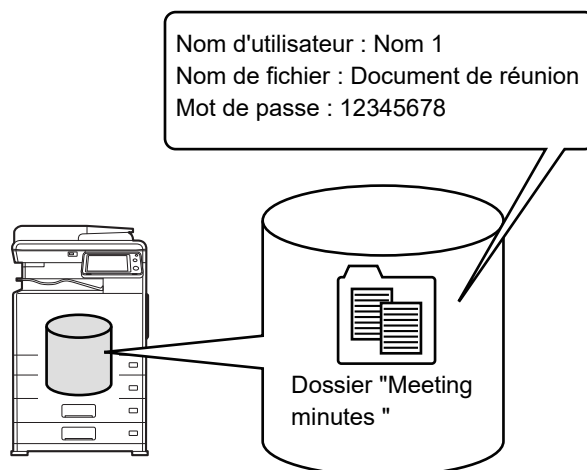 Nom d'utilisateur : Nom 1
Nom de fichier : Document de réunion
Mot de passe : 12345678
Dossier "Meeting
minutes "